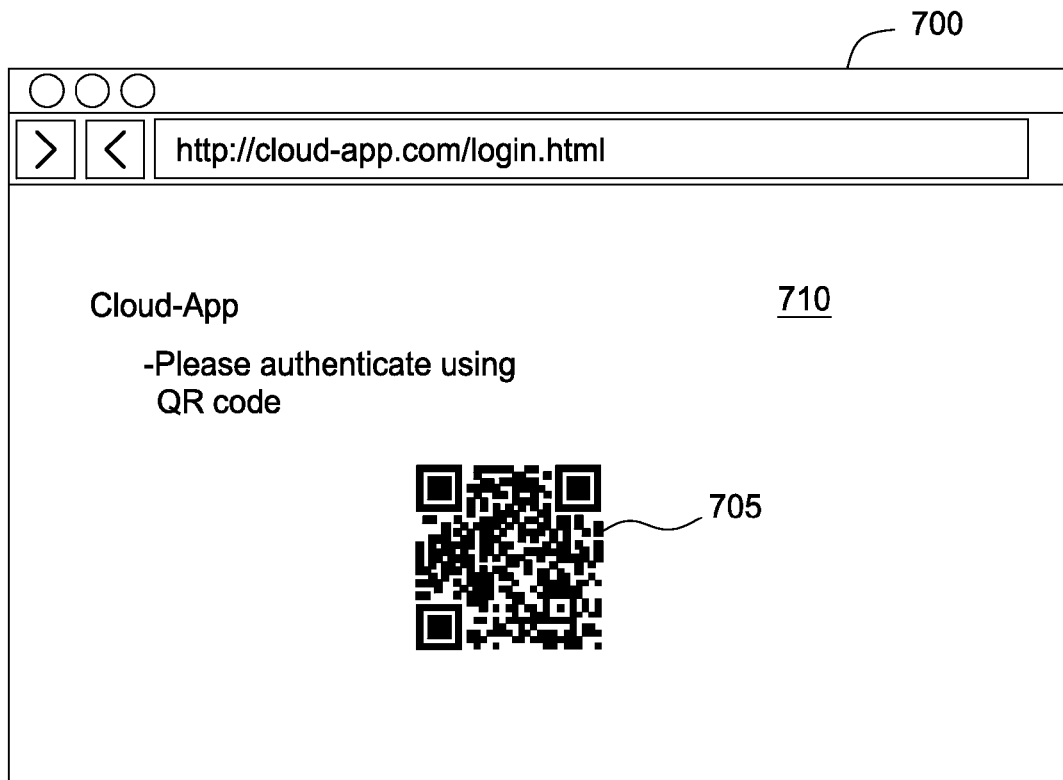 700
http://cloud-app.com/login.html
Cloud-App
710
-Please authenticate using
QR code
705